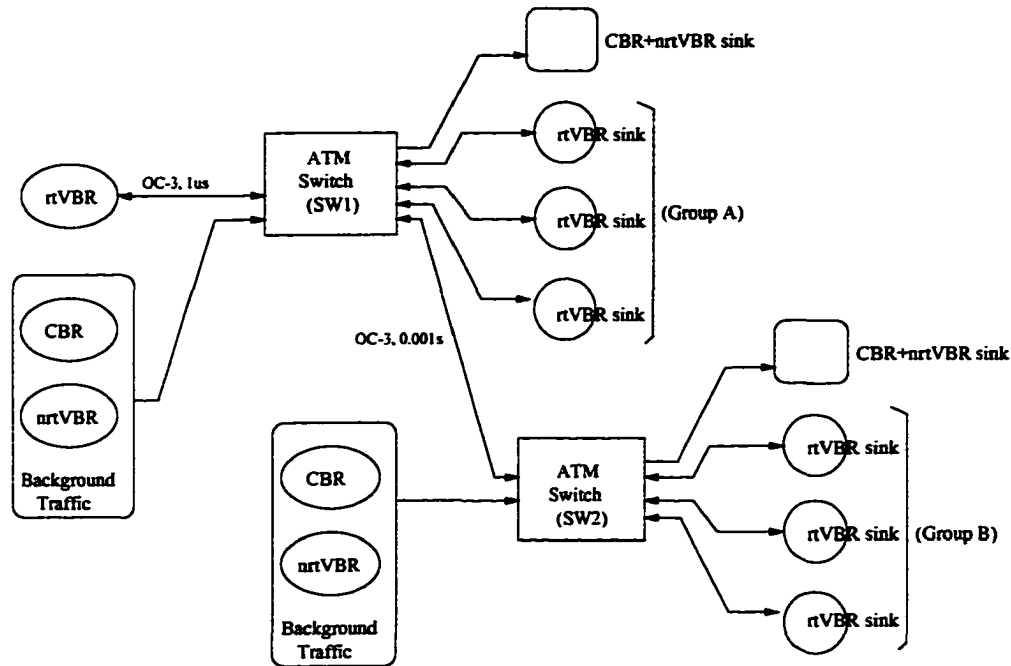 CBR+nrtVBR sink
rtVBR sink
ATM
Switch
(SW1)
OC-3, 1us
rtVBR
rtVBR sink
(Group A)
rtVBR sink
CBR
OC-3, 0.001s
CBR+nrtVBR sink
nrtVBR
Background
Traffic
rtVBR sink
CBR
ATM
Switch
(SW2)
rtVBR sink
(Group B)
nrtVBR
Background
Traffic
rtVBR sink